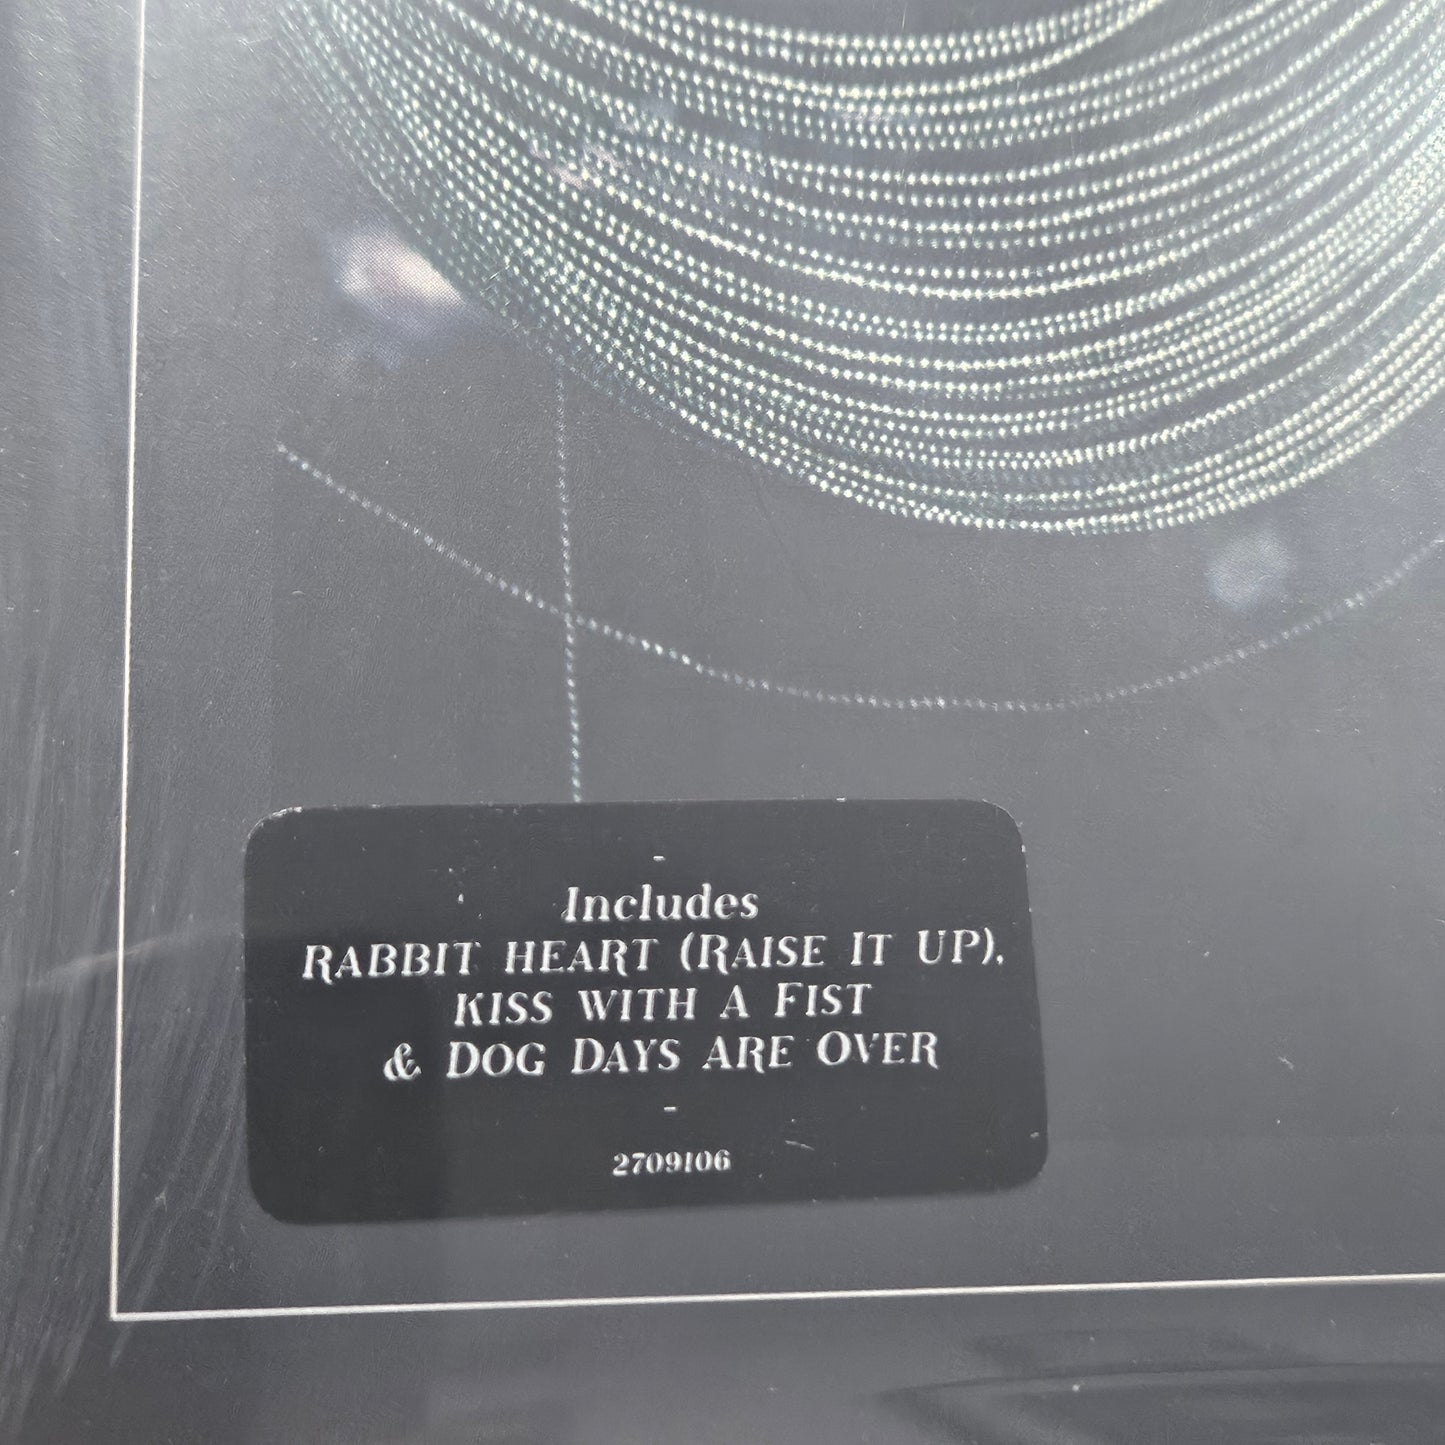 -
Includes
RABBIT HEART (RAISE IT UP),
KISS WITH A FIST
& DOG DAYS ARE OVER
-
2709106